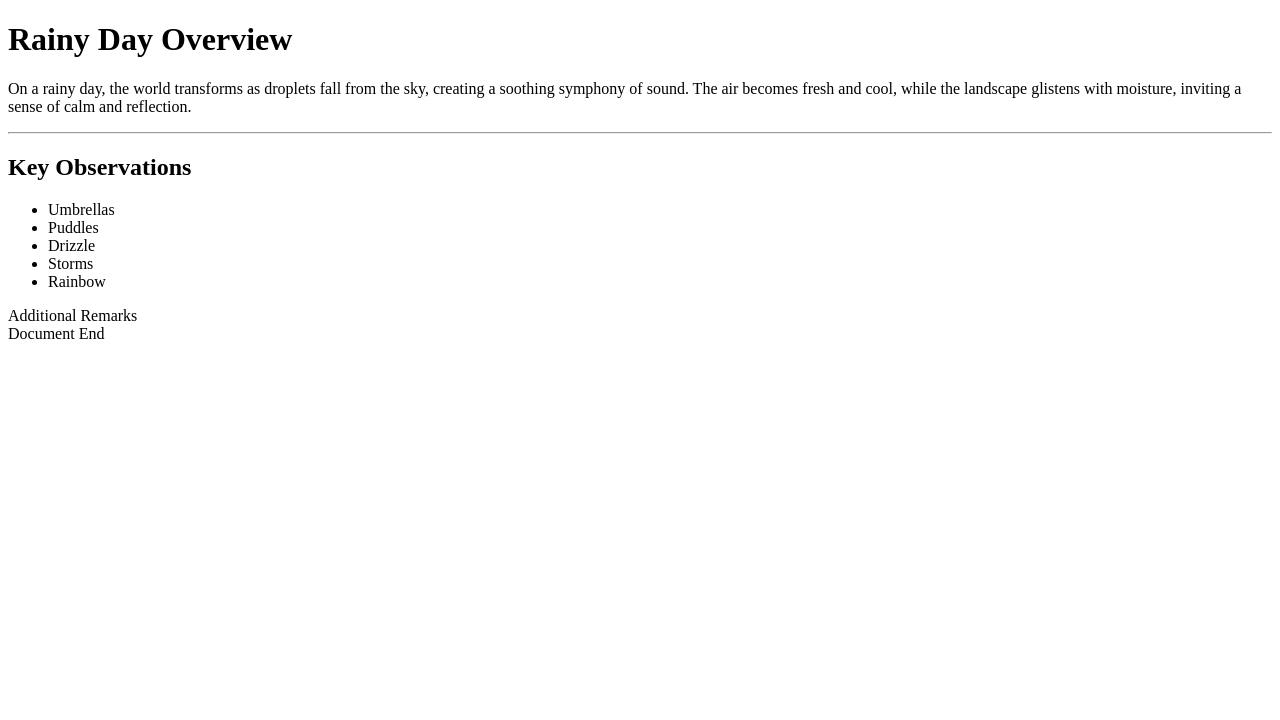 Rainy Day Overview
On a rainy day, the world transforms as droplets fall from the sky, creating a soothing symphony of sound. The air becomes fresh and cool, while the landscape glistens with moisture, inviting a
sense of calm and reflection.
Key Observations
Umbrellas
Puddles
Drizzle
Storms
Rainbow
Additional Remarks
Document End